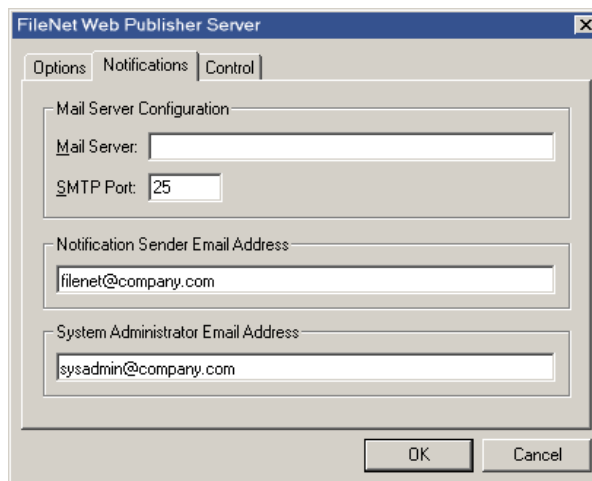 FileNet Web Publisher Server
Options Notifications Control
Mail Server Configuration
Mail Server:
SMTP Port: 25
Notification Sender Email Address
filenet@company.com
System Administrator Email Address
sysadmin@company.com
OK Cancel